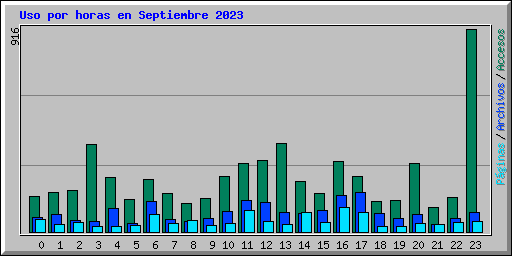 Uso por horas en Septiembre 2023
916
Páginas / Archivos / Accesos
0 1 2 3 4 5 6 7 8 9 10 11 12 13 14 15 16 17 18 19 20 21 22 23